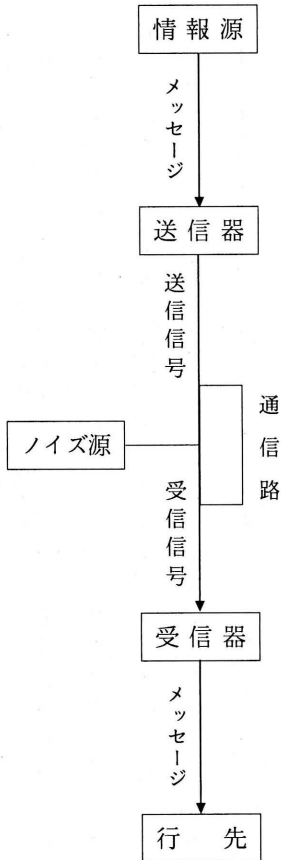 情報源
メッセージ
送信器
送信信号
通信路
ノイズ源
受信信号
受信器
メッセージ
行先